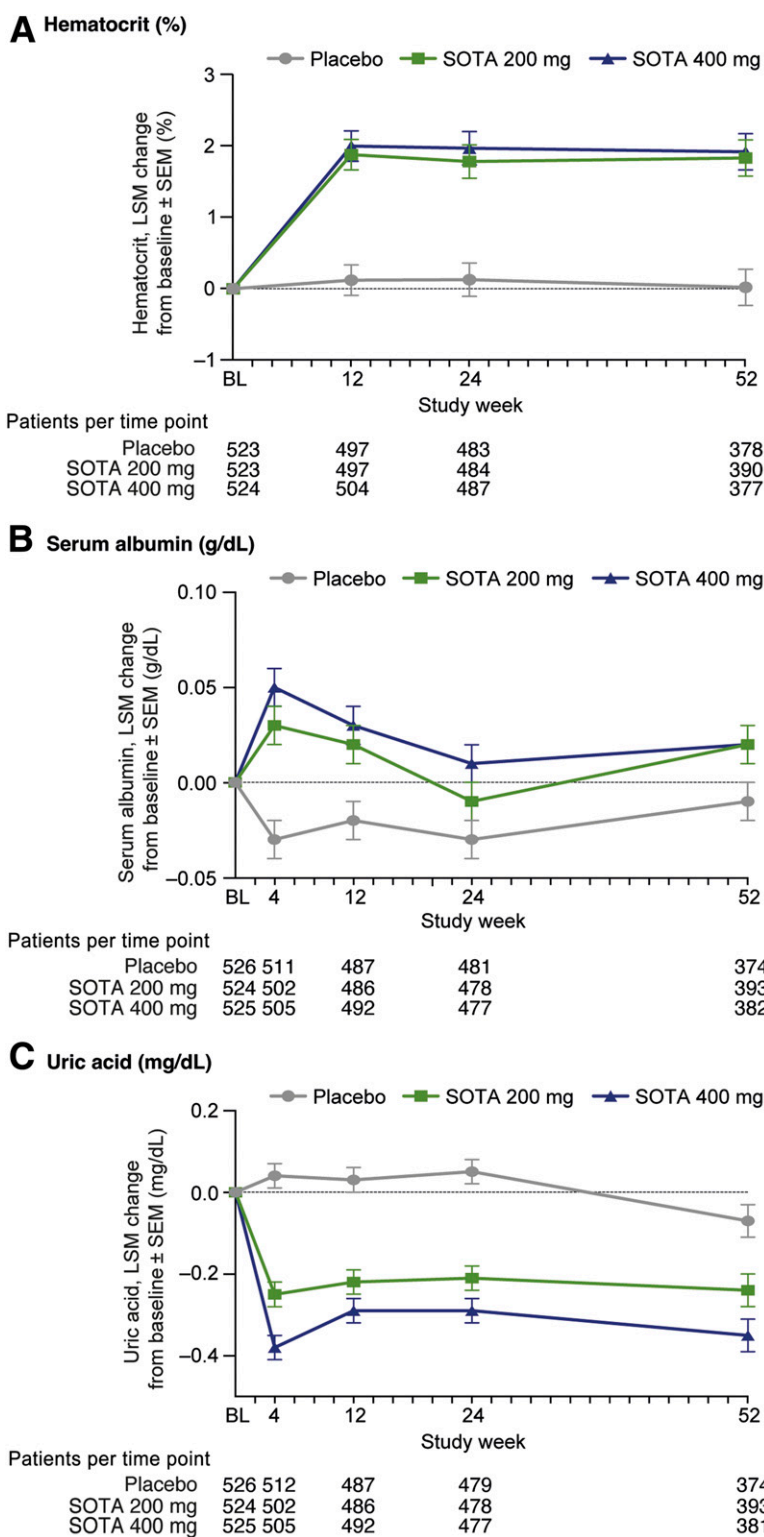 A Hematocrit (%)
Placebo SOTA 200 mg SOTA 400 mg
Hematocrit, LSM change
from baseline ± SEM (%)
3
2
1
0
–1
BL 12 24 52
Study week
Patients per time point
Placebo 523 497 483 378
SOTA 200 mg 523 497 484 390
SOTA 400 mg 524 504 487 377
B Serum albumin (g/dL)
Placebo SOTA 200 mg SOTA 400 mg
Serum albumin, LSM change
from baseline ± SEM (g/dL)
0.10
0.05
0.00
–0.05
BL 4 12 24 52
Study week
Patients per time point
Placebo 526 511 487 481 374
SOTA 200 mg 524 502 486 478 393
SOTA 400 mg 525 505 492 477 382
C Uric acid (mg/dL)
Placebo SOTA 200 mg SOTA 400 mg
Uric acid, LSM change
from baseline ± SEM (mg/dL)
0.2
0.0
–0.2
–0.4
BL 4 12 24 52
Study week
Patients per time point
Placebo 526 512 487 479 374
SOTA 200 mg 524 502 486 478 393
SOTA 400 mg 525 505 492 477 381